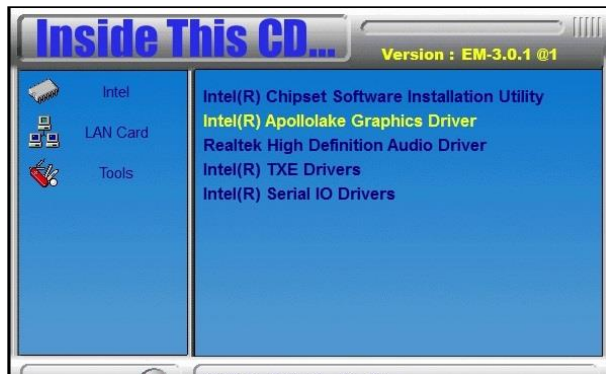 Inside This CD...
Version : EM-3.0.1 @1
Intel
LAN Card
Tools
Intel(R) Chipset Software Installation Utility
Intel(R) Apollolake Graphics Driver
Realtek High Definition Audio Driver
Intel(R) TXE Drivers
Intel(R) Serial IO Drivers